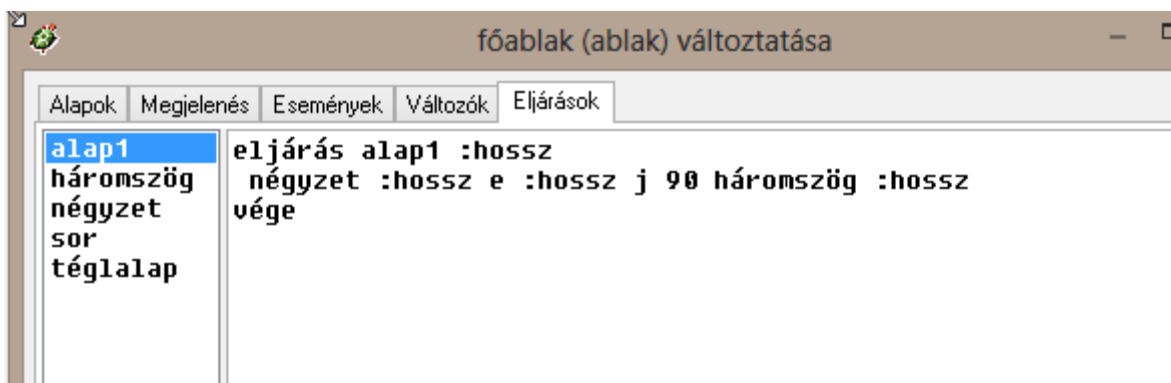 főablak (ablak) változtatása
Alapok Megjelenés Események Változók Eljárások
alap1
háromszög
négyzet
sor
téglalap
eljárás alap1 :hossz
négyzet :hossz e :hossz j 90 háromszög :hossz
vége